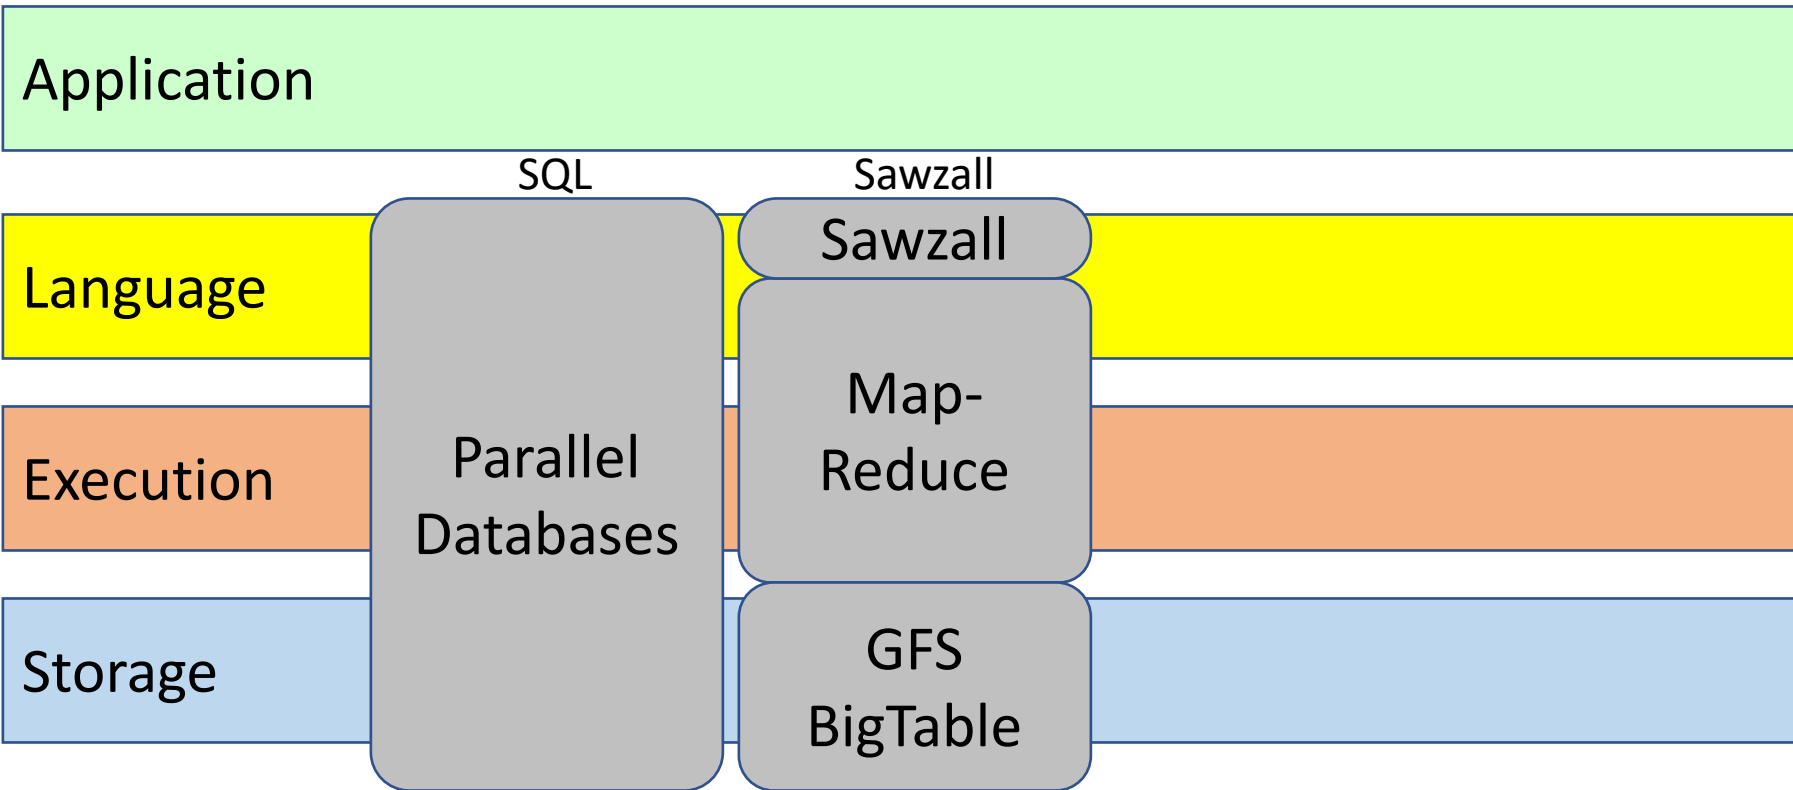 Application
SQL
Sawzall
Language
Sawzall
Map-
Reduce
Execution
Parallel
Databases
Storage
GFS
BigTable